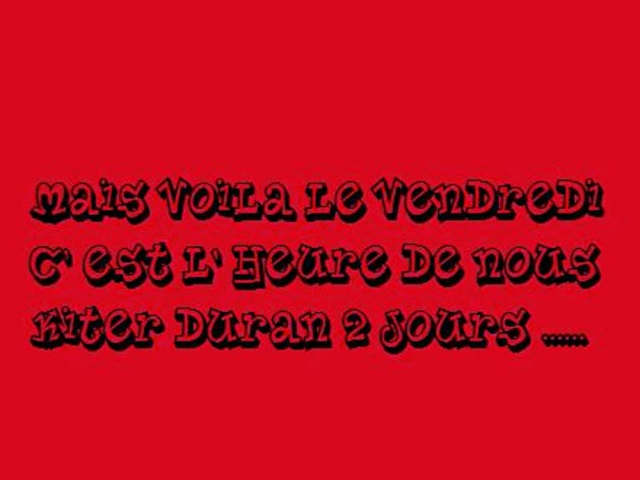 Mais Voila Le Vendredi
C' est L' Heure De nous
Kiter Duran 2 Jours ......